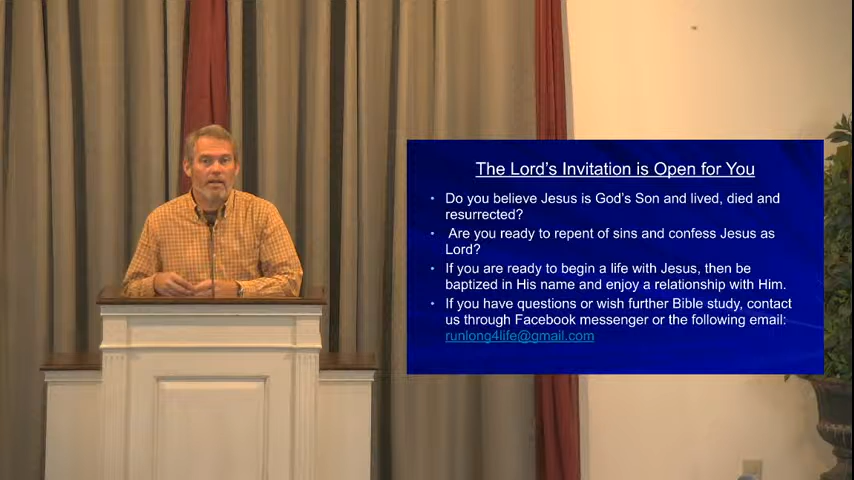 The Lord's Invitation is Open for You
• Do you believe Jesus is God's Son and lived, died and
resurrected?
• Are you ready to repent of sins and confess Jesus as
Lord?
• If you are ready to begin a life with Jesus, then be
baptized in His name and enjoy a relationship with Him.
• If you have questions or wish further Bible study, contact
us through Facebook messenger or the following email:
runlong4life@gmail.com